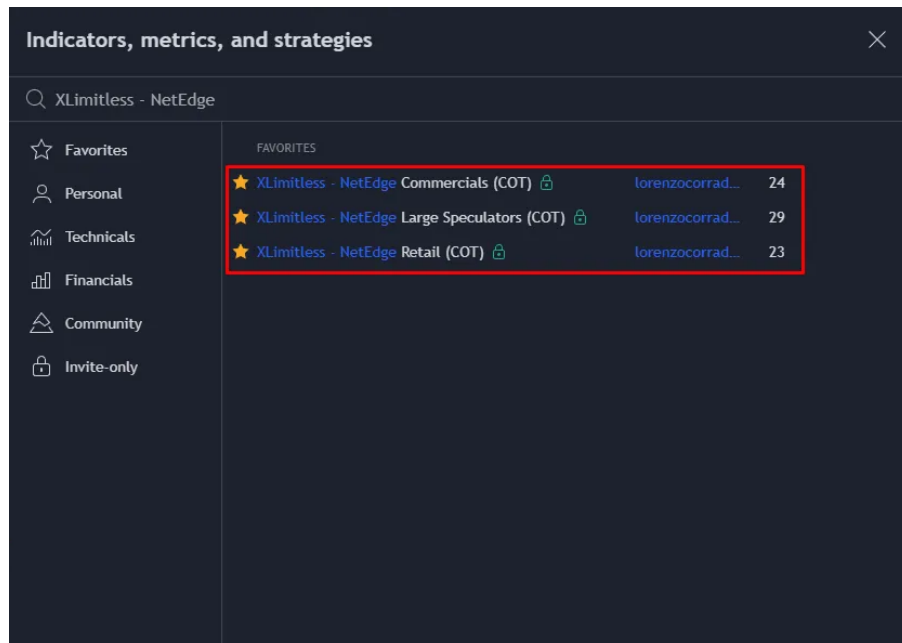 Indicators, metrics, and strategies
XLimitless - NetEdge
Favorites
Personal
Technicals
Financials
Community
Invite-only
FAVORITES
XLimitless - NetEdge Commercials (COT) lorenzocorrad... 24
XLimitless - NetEdge Large Speculators (COT) lorenzocorrad... 29
XLimitless - NetEdge Retail (COT) lorenzocorrad... 23